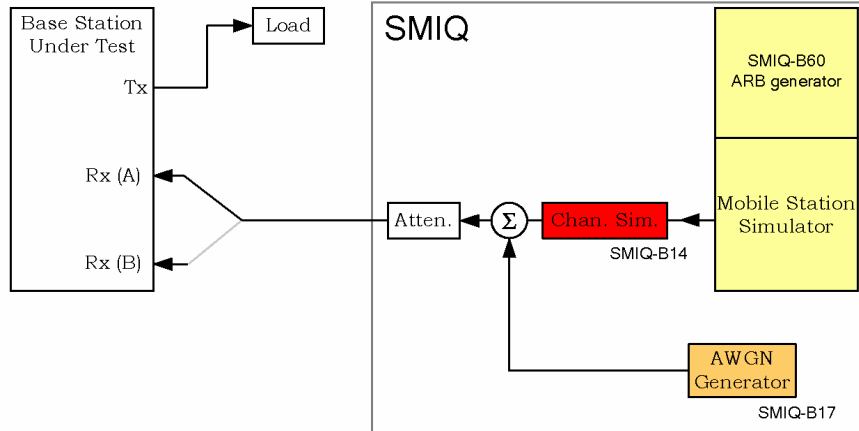 Base Station
Under Test
Tx
Rx (A)
Rx (B)
Load
SMIQ
SMIQ-B60
ARB generator
Mobile Station
Simulator
Atten.
Σ
Chan. Sim.
SMIQ-B14
AWGN
Generator
SMIQ-B17